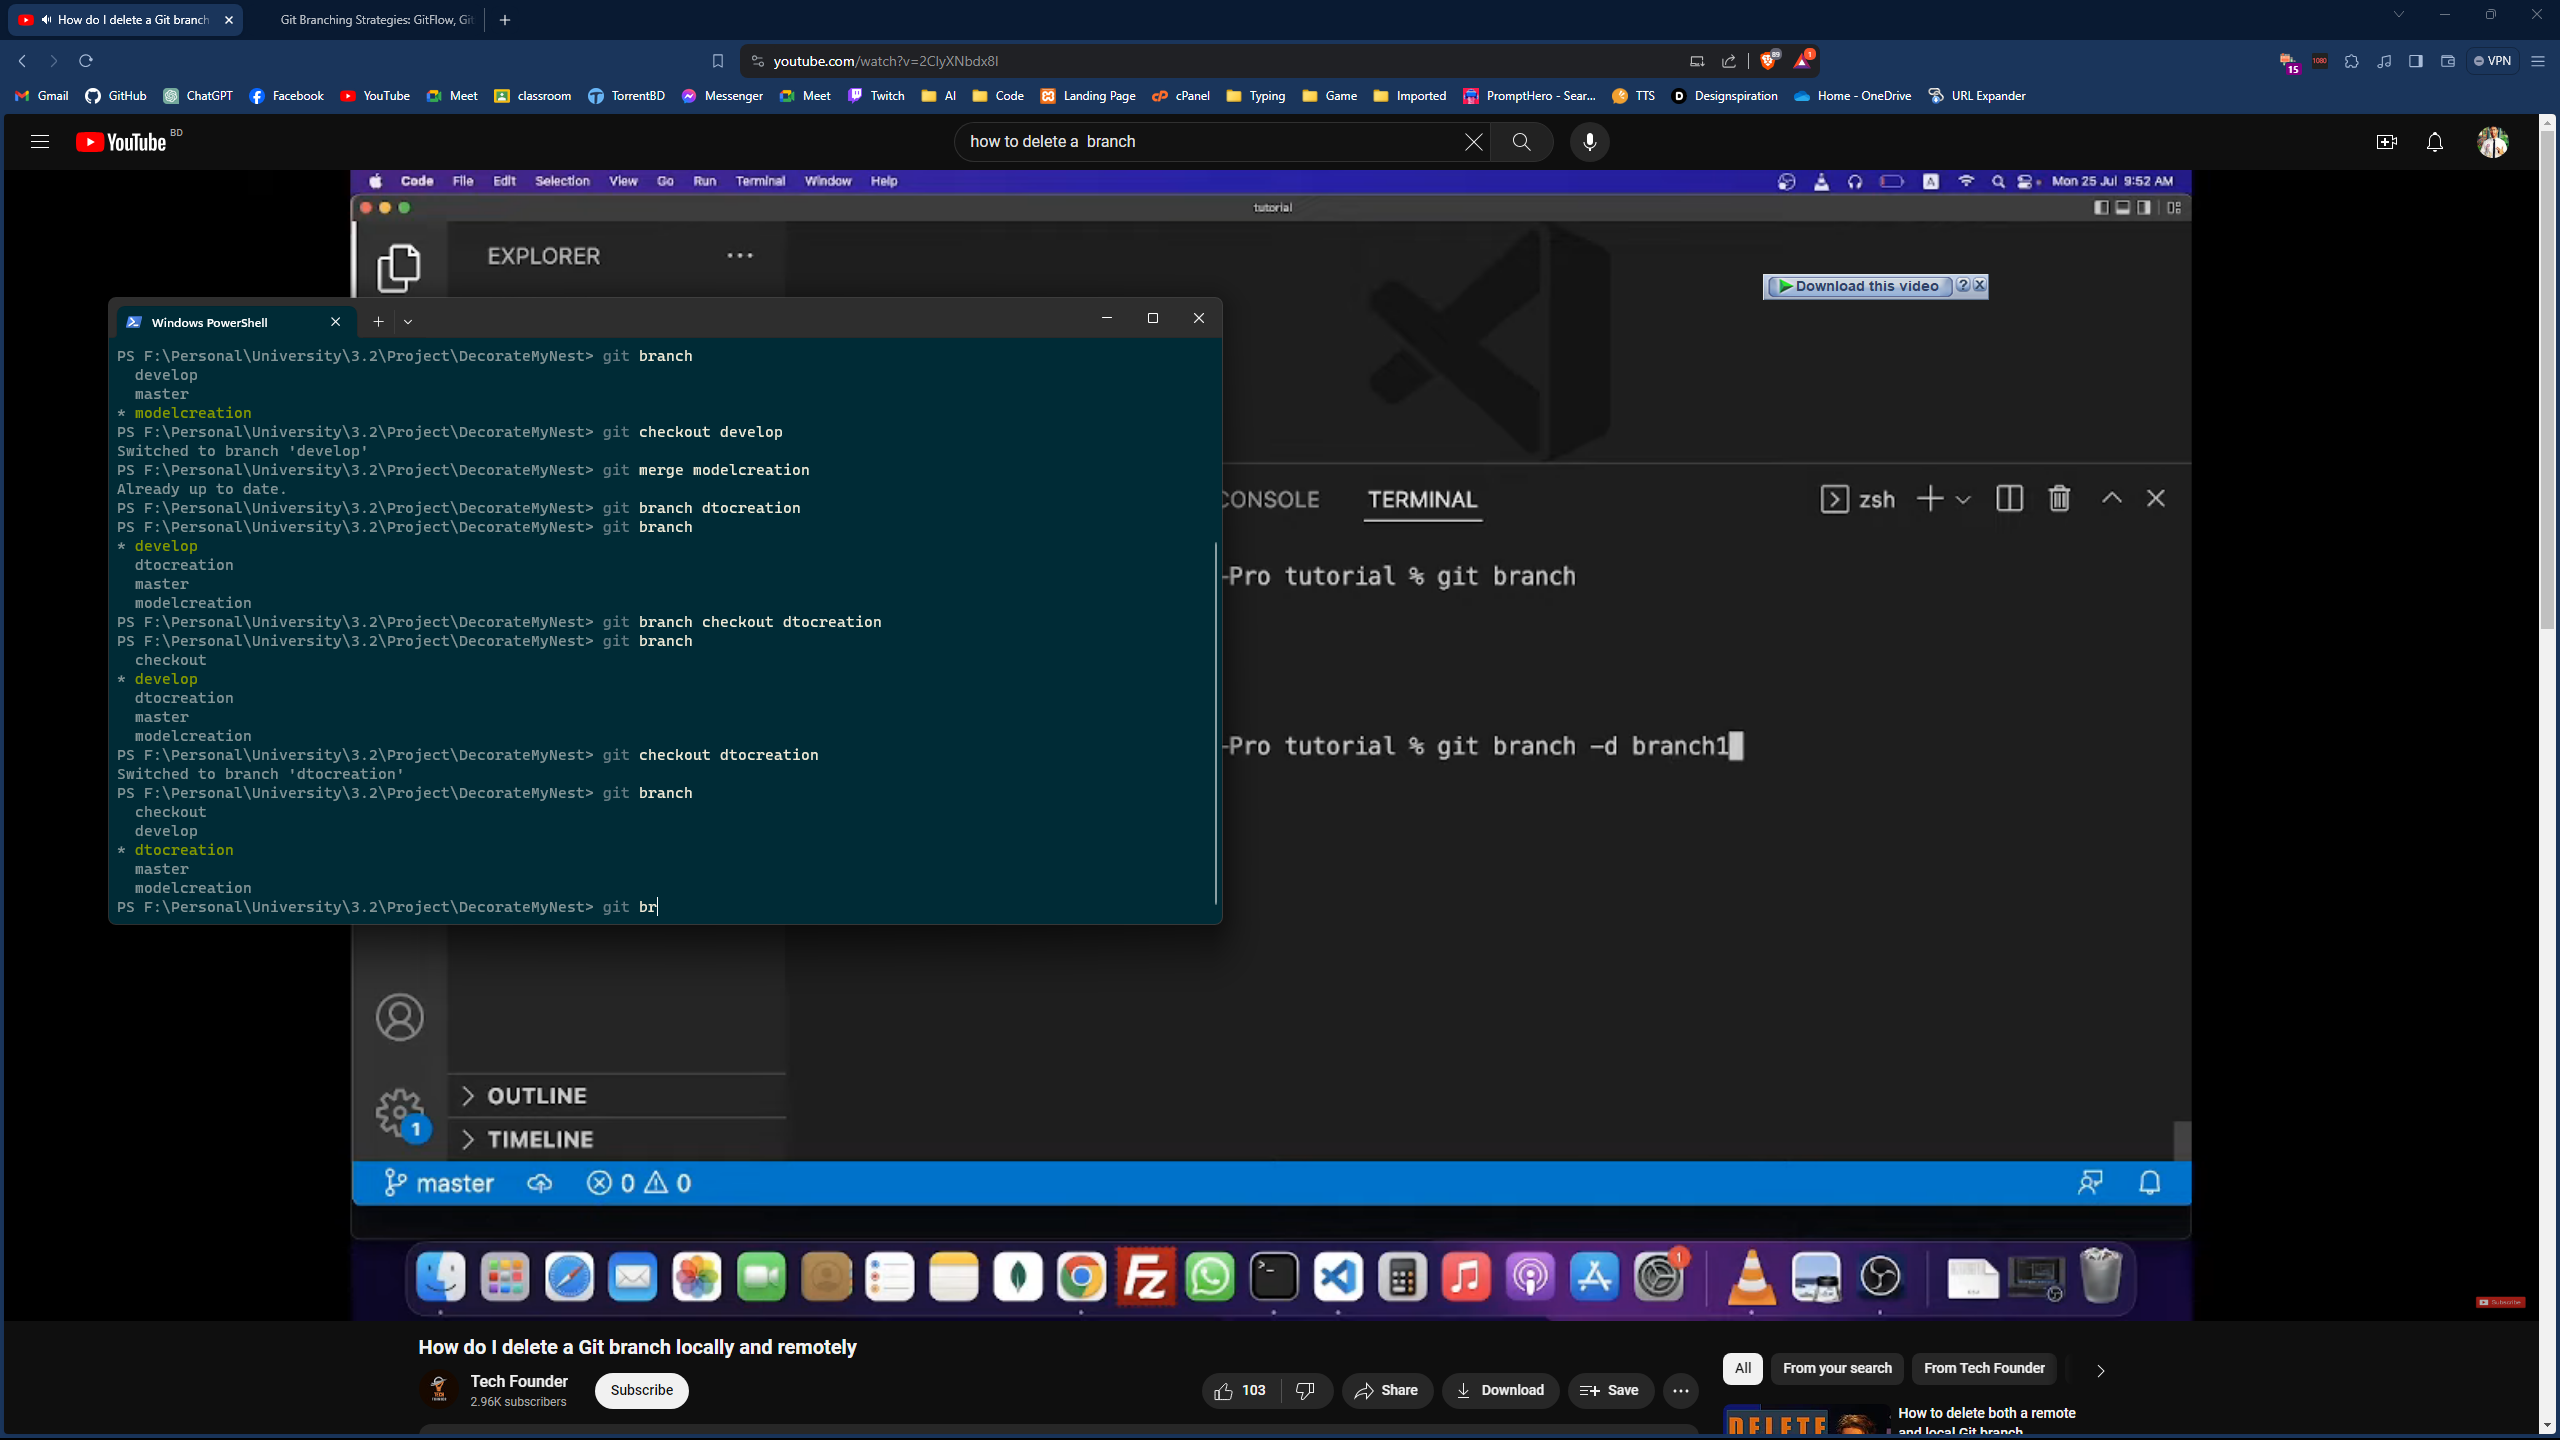 How do I delete a Git branch
Git Branching Strategies: GitFlow, Git
youtube.com/watch?v=2ClyXNbdx8I
89
1
15
1080
VPN
Gmail GitHub ChatGPT Facebook YouTube Meet classroom TorrentBD Messenger Meet Twitch AI Code Landing Page cPanel Typing Game Imported PromptHero - Sear... TTS Designspiration Home - OneDrive URL Expander
YouTube BD
how to delete a  branch
Code File Edit Selection View Go Run Terminal Window Help
A
Mon 25 Jul 9:52 AM
tutorial
EXPLORER
Download this video ? X
Windows PowerShell
PS F:\Personal\University\3.2\Project\DecorateMyNest> git branch
  develop
  master
* modelcreation
PS F:\Personal\University\3.2\Project\DecorateMyNest> git checkout develop
Switched to branch 'develop'
PS F:\Personal\University\3.2\Project\DecorateMyNest> git merge modelcreation
Already up to date.
PS F:\Personal\University\3.2\Project\DecorateMyNest> git branch dtocreation
PS F:\Personal\University\3.2\Project\DecorateMyNest> git branch
* develop
  dtocreation
  master
  modelcreation
PS F:\Personal\University\3.2\Project\DecorateMyNest> git branch checkout dtocreation
PS F:\Personal\University\3.2\Project\DecorateMyNest> git branch
  checkout
* develop
  dtocreation
  master
  modelcreation
PS F:\Personal\University\3.2\Project\DecorateMyNest> git checkout dtocreation
Switched to branch 'dtocreation'
PS F:\Personal\University\3.2\Project\DecorateMyNest> git branch
  checkout
  develop
* dtocreation
  master
  modelcreation
PS F:\Personal\University\3.2\Project\DecorateMyNest> git br
CONSOLE TERMINAL
zsh
-Pro tutorial % git branch
-Pro tutorial % git branch -d branch1
1
OUTLINE
TIMELINE
master
0 0
Fz
1
Subscribe
How do I delete a Git branch locally and remotely
Tech Founder
2.96K subscribers
Subscribe
103
Share
Download
Save
All
From your search
From Tech Founder
DELETE
How to delete both a remote
and local Git branch